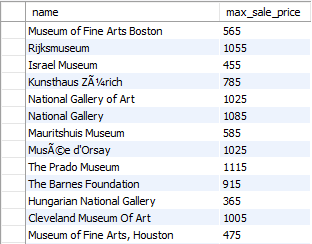 name max_sale_price
Museum of Fine Arts Boston 565
Rijksmuseum 1055
Israel Museum 455
Kunsthaus ZÃ¼rich 785
National Gallery of Art 1025
National Gallery 1085
Mauritshuis Museum 585
MusÃ©e d'Orsay 1025
The Prado Museum 1115
The Barnes Foundation 915
Hungarian National Gallery 365
Cleveland Museum Of Art 1005
Museum of Fine Arts, Houston 475